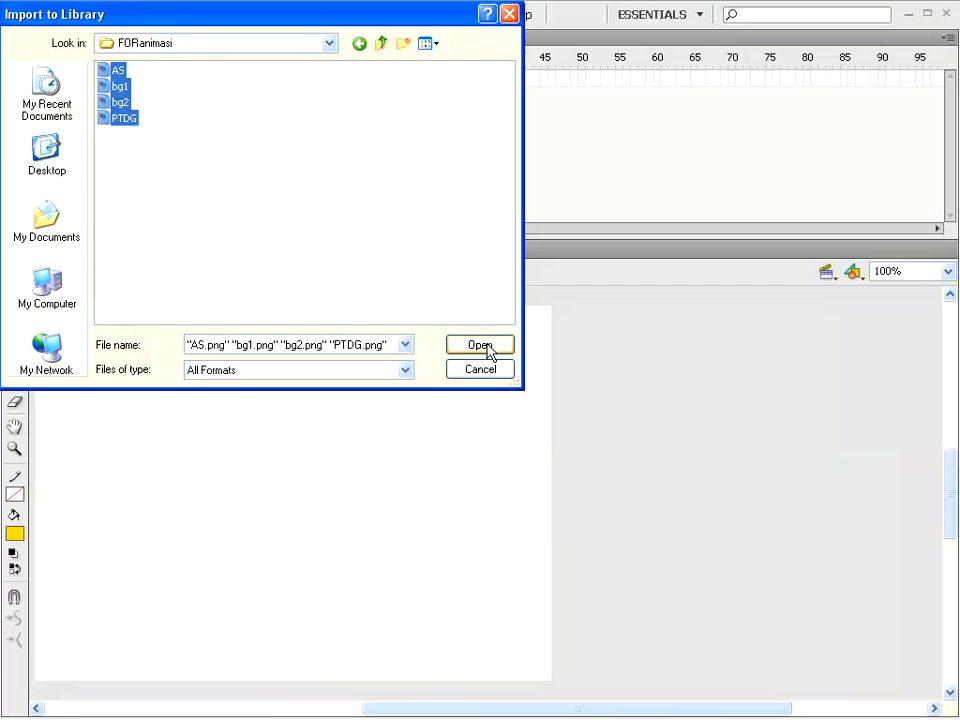 Import to Library
p
ESSENTIALS
Look in: FORanimasi
45 50 55 60 65 70 75 80 85 90 95
AS
bg1
bg2
PTDG
My Recent
Documents
Desktop
My Documents
My Computer
My Network
File name: "AS.png" "bg1.png" "bg2.png" "PTDG.png"
Open
Files of type: All Formats
Cancel
100%